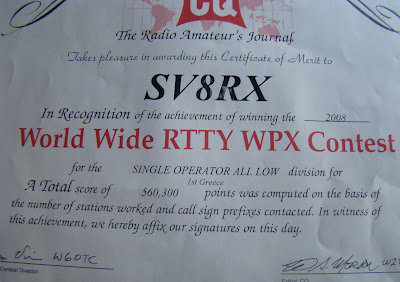 CQ
The Radio Amateur's Journal
Takes pleasure in awarding this Certificate of Merit to
SV8RX
In Recognition of the achievement of winning the 2008
World Wide RTTY WPX Contest
for the SINGLE OPERATOR ALL LOW division for
1st Greece
A Total score of 560,300 points was computed on the basis of
the number of stations worked and call sign prefixes contacted. In witness of
this achievement, we hereby affix our signatures on this day.
W6OTC
Contest Director
Editor CQ